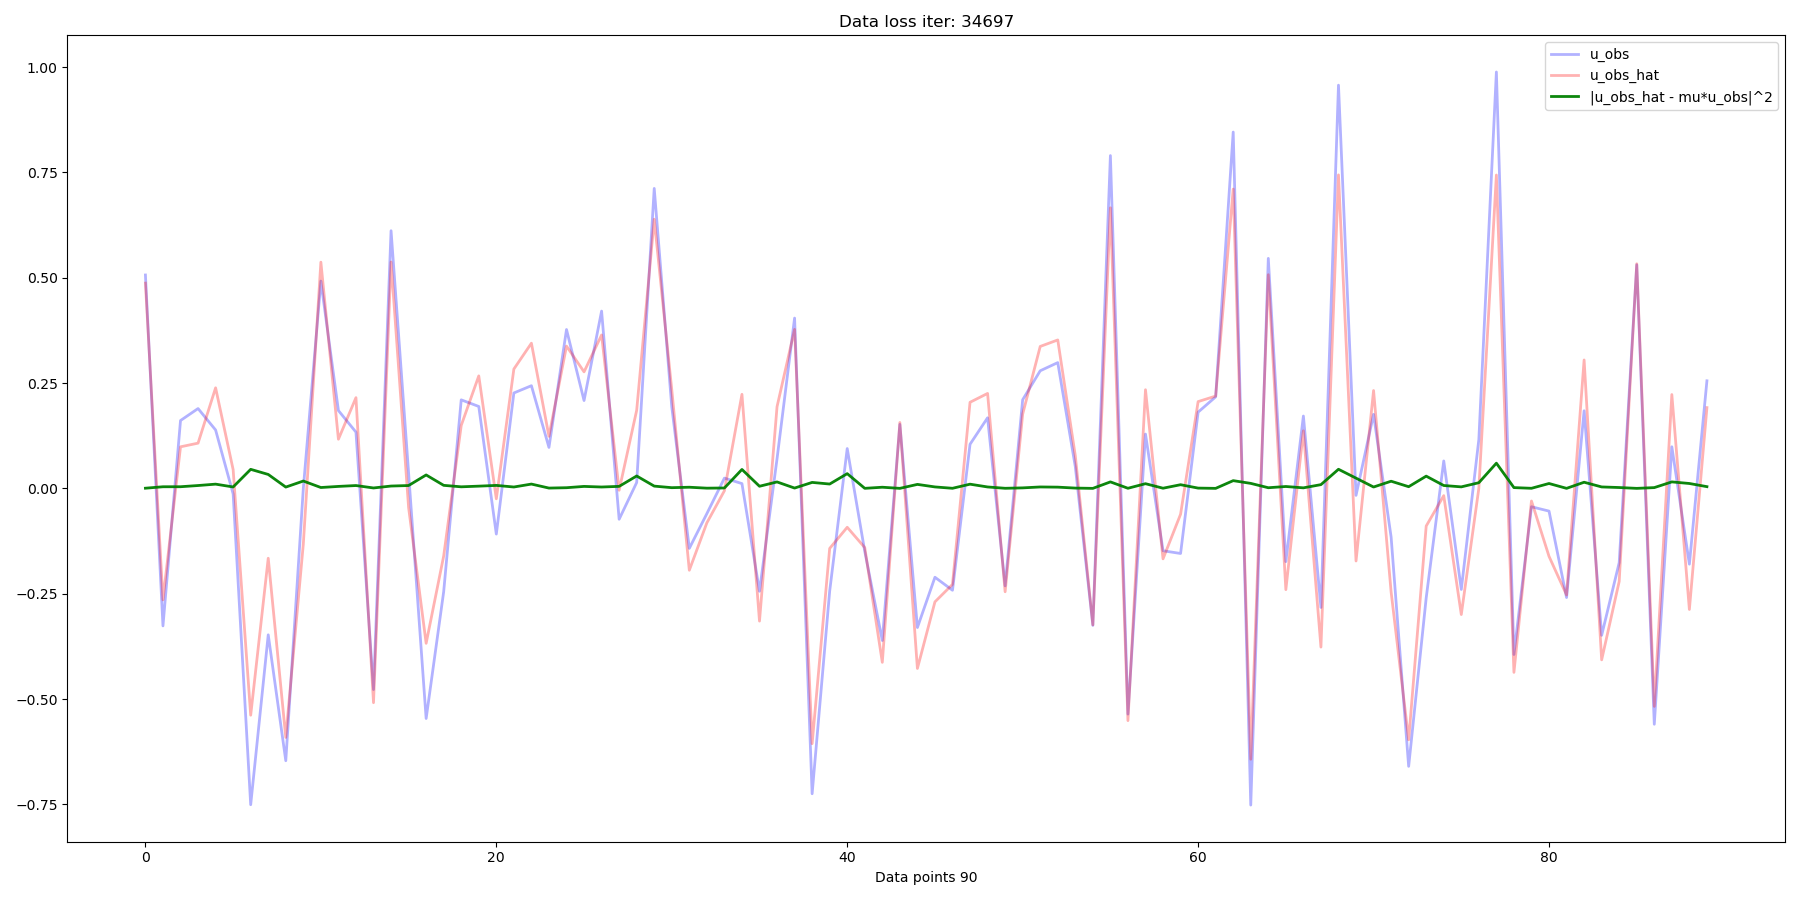 Data loss iter: 34697
u_obs
u_obs_hat
|u_obs_hat - mu*u_obs|^2
1.00
0.75
0.50
0.25
0.00
−0.25
−0.50
−0.75
0 20 40 60 80
Data points 90